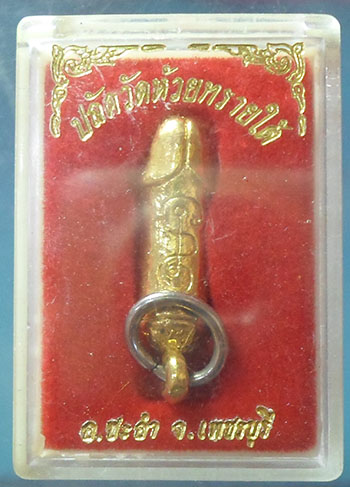 ปลัดวัดห้วยทรายใต้
อ.ชะอำ จ.เพชรบุรี